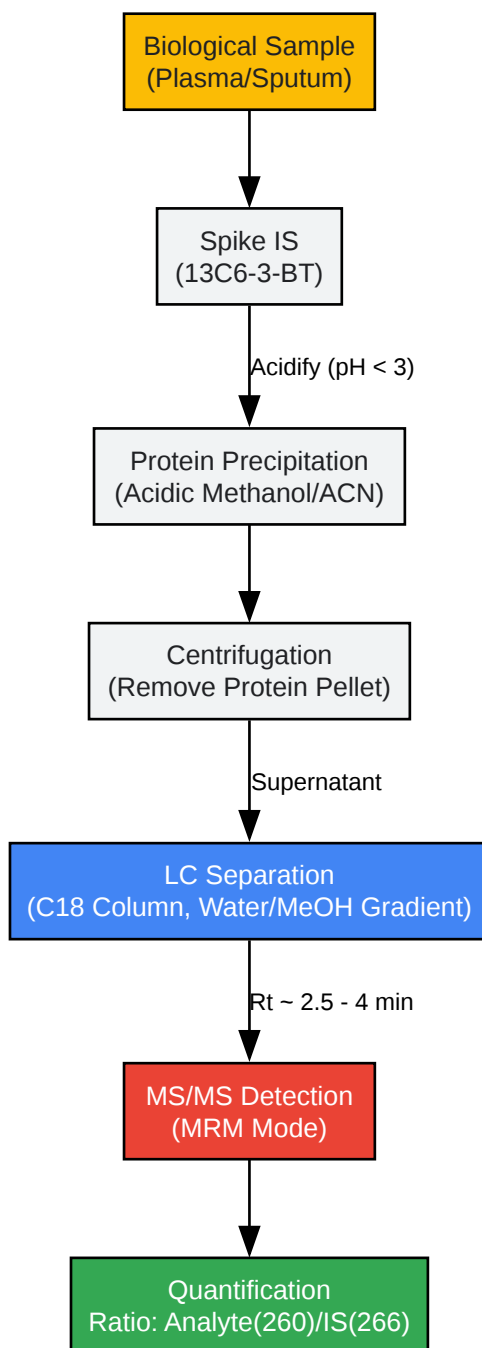 Biological Sample
(Plasma/Sputum)
Spike IS
(13C6-3-BT)
Acidify (pH < 3)
Protein Precipitation
(Acidic Methanol/ACN)
Centrifugation
(Remove Protein Pellet)
Supernatant
LC Separation
(C18 Column, Water/MeOH Gradient)
Rt ~ 2.5 - 4 min
MS/MS Detection
(MRM Mode)
Quantification
Ratio: Analyte(260)/IS(266)